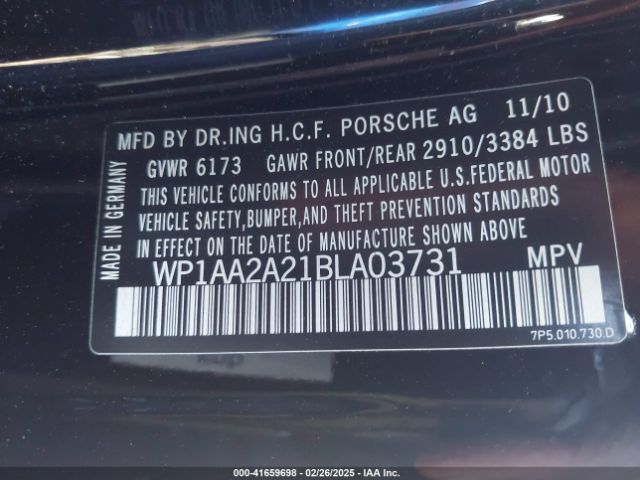 MFD BY DR.ING H.C.F. PORSCHE AG 11/10
GVWR 6173 GAWR FRONT/REAR 2910/3384 LBS
THIS VEHICLE CONFORMS TO ALL APPLICABLE U.S.FEDERAL MOTOR
VEHICLE SAFETY,BUMPER,AND THEFT PREVENTION STANDARDS
IN EFFECT ON THE DATE OF MANUFACTURE SHOWN ABOVE
MADE IN GERMANY
WP1AA2A21BLA03731 MPV
7P5.010.730.D
000-41659698 - 02/26/2025 - IAAI.COM